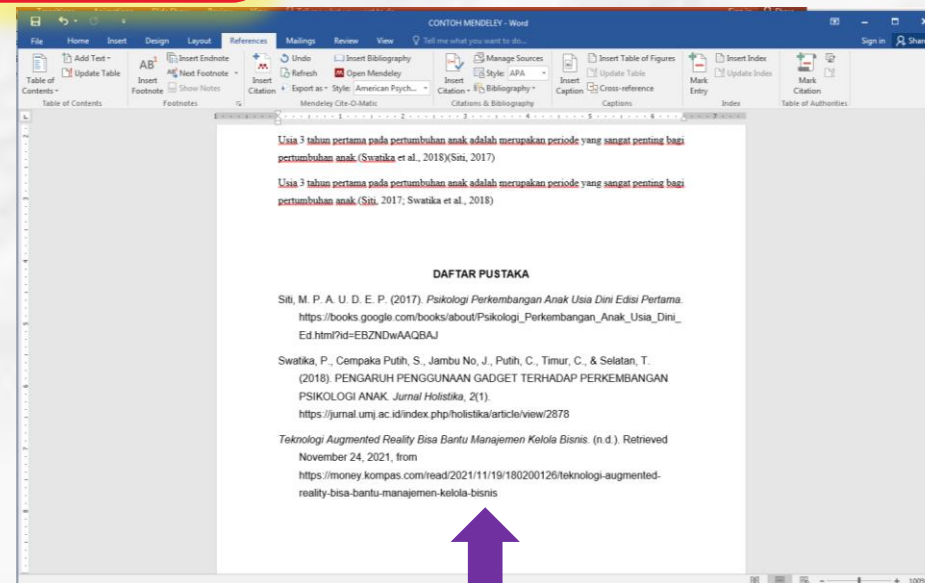 CONTOH MENDELEY - Word
File Home Insert Design Layout References Mailings Review View Tell me what you want to do... Sign in Share
Table of Contents
Add Text
Update Table
Table of Contents
AB¹ Insert Footnote
Insert Endnote
Next Footnote
Show Notes
Footnotes
Insert Citation
Undo
Refresh
Export as
Insert Bibliography
Open Mendeley
Style: American Psych...
Mendeley Cite-O-Matic
Insert Citation
Manage Sources
Style: APA
Bibliography
Citations & Bibliography
Insert Caption
Insert Table of Figures
Update Table
Cross-reference
Captions
Mark Entry
Insert Index
Update Index
Index
Mark Citation
Table of Authorities
Usia 3 tahun pertama pada pertumbuhan anak adalah merupakan periode yang sangat penting bagi
pertumbuhan anak (Swatika et al., 2018)(Siti, 2017)
Usia 3 tahun pertama pada pertumbuhan anak adalah merupakan periode yang sangat penting bagi
pertumbuhan anak (Siti, 2017; Swatika et al., 2018)
DAFTAR PUSTAKA
Siti, M. P. A. U. D. E. P. (2017). Psikologi Perkembangan Anak Usia Dini Edisi Pertama.
https://books.google.com/books/about/Psikologi_Perkembangan_Anak_Usia_Dini_
Ed.html?id=EBZNDwAAQBAJ
Swatika, P., Cempaka Putih, S., Jambu No, J., Putih, C., Timur, C., & Selatan, T.
(2018). PENGARUH PENGGUNAAN GADGET TERHADAP PERKEMBANGAN
PSIKOLOGI ANAK. Jurnal Holistika, 2(1).
https://jurnal.umj.ac.id/index.php/holistika/article/view/2878
Teknologi Augmented Reality Bisa Bantu Manajemen Kelola Bisnis. (n.d.). Retrieved
November 24, 2021, from
https://money.kompas.com/read/2021/11/19/180200126/teknologi-augmented-
reality-bisa-bantu-manajemen-kelola-bisnis
100%